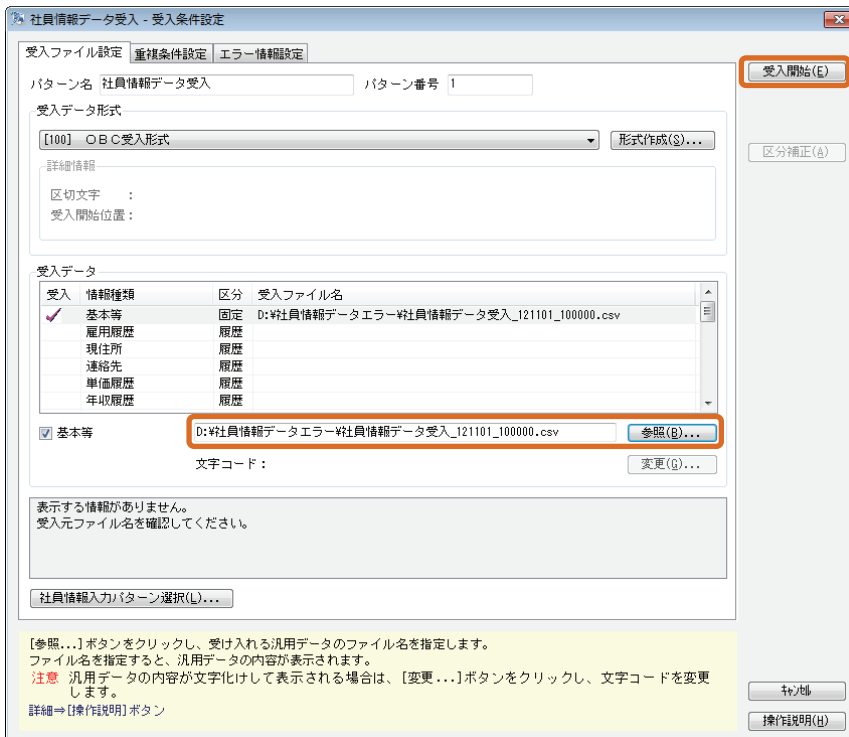 社員情報データ受入 - 受入条件設定
受入ファイル設定 重複条件設定 エラー情報設定
受入開始(E)
パターン名 社員情報データ受入 パターン番号 1
受入データ形式
[100] OBC受入形式 形式作成(S)...
区分補正(A)
詳細情報
区切文字 :
受入開始位置:
受入データ
受入 情報種類 区分 受入ファイル名
基本等 固定 D:¥社員情報データエラー¥社員情報データ受入_121101_100000.csv
雇用履歴 履歴
現住所 履歴
連絡先 履歴
単価履歴 履歴
年収履歴 履歴
基本等 D:¥社員情報データエラー¥社員情報データ受入_121101_100000.csv 参照(B)...
文字コード: 変更(G)...
表示する情報がありません。
受入元ファイル名を確認してください。
社員情報入力パターン選択(L)...
[参照...]ボタンをクリックし、受け入れる汎用データのファイル名を指定します。
ファイル名を指定すると、汎用データの内容が表示されます。
注意 汎用データの内容が文字化けして表示される場合は、[変更...]ボタンをクリックし、文字コードを変更
します。
詳細⇒[操作説明]ボタン
キャンセル
操作説明(H)